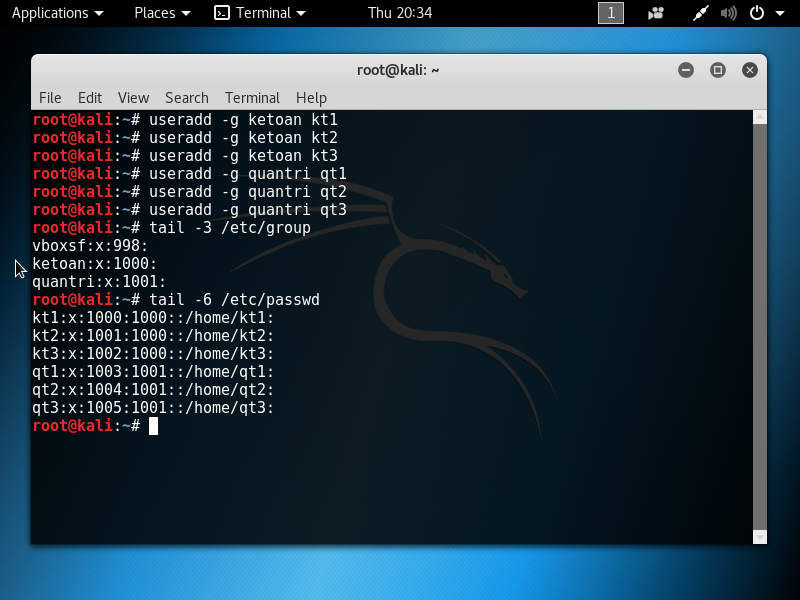 Applications Places Terminal Thu 20:34 1
root@kali: ~
File Edit View Search Terminal Help
root@kali:~# useradd -g ketoan kt1
root@kali:~# useradd -g ketoan kt2
root@kali:~# useradd -g ketoan kt3
root@kali:~# useradd -g quantri qt1
root@kali:~# useradd -g quantri qt2
root@kali:~# useradd -g quantri qt3
root@kali:~# tail -3 /etc/group
vboxsf:x:998:
ketoan:x:1000:
quantri:x:1001:
root@kali:~# tail -6 /etc/passwd
kt1:x:1000:1000::/home/kt1:
kt2:x:1001:1000::/home/kt2:
kt3:x:1002:1000::/home/kt3:
qt1:x:1003:1001::/home/qt1:
qt2:x:1004:1001::/home/qt2:
qt3:x:1005:1001::/home/qt3:
root@kali:~#